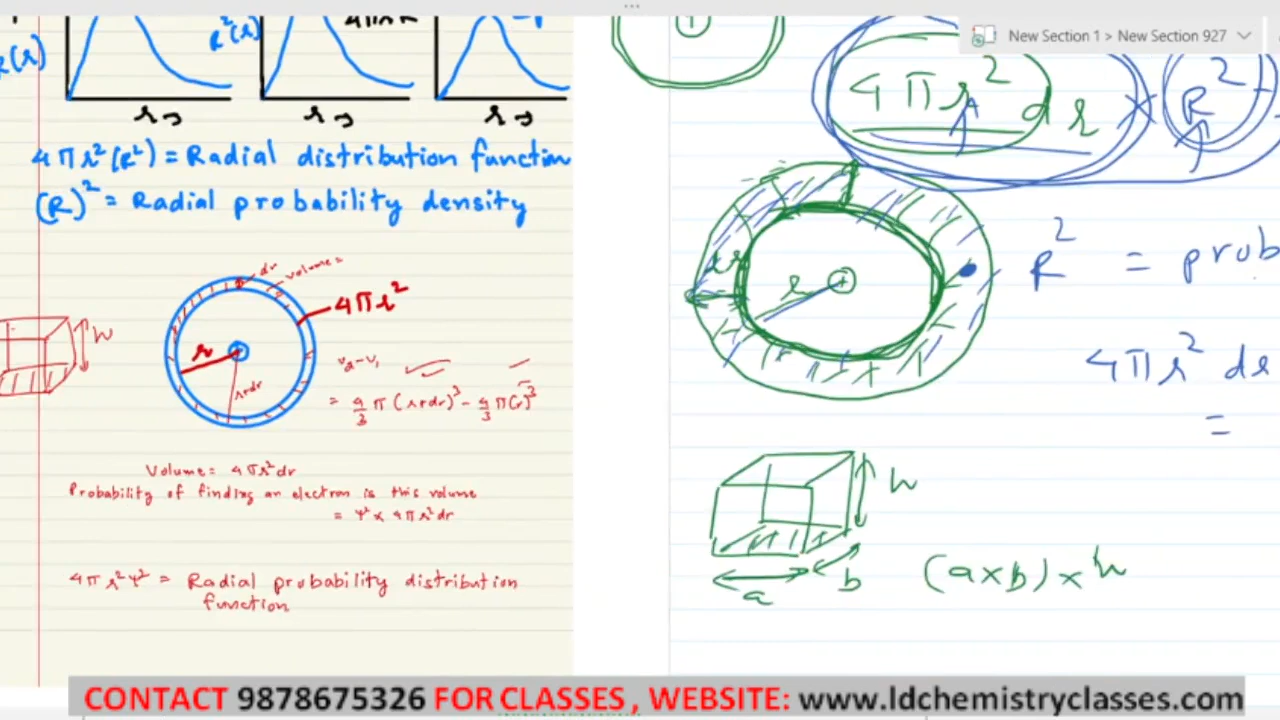 R(r)
R²(r)
r→
r→
r→
4πr²(R²) = Radial distribution function
(R)² = Radial probability density
dr
volume=
4πr²
r
r+dr
h
V₂-V₁
= 4/3 π (r+dr)³ - 4/3 π(r)³
Volume = 4πr²dr
Probability of finding an electron is this volume
= ψ² × 4πr²dr
4πr²ψ² = Radial probability distribution
function
New Section 1 > New Section 927
4πr² dr × R²
dr
r
+
R² = prob
4πr² dr
=
h
a
b
(a×b)×h
CONTACT 9878675326 FOR CLASSES , WEBSITE: www.ldchemistryclasses.com